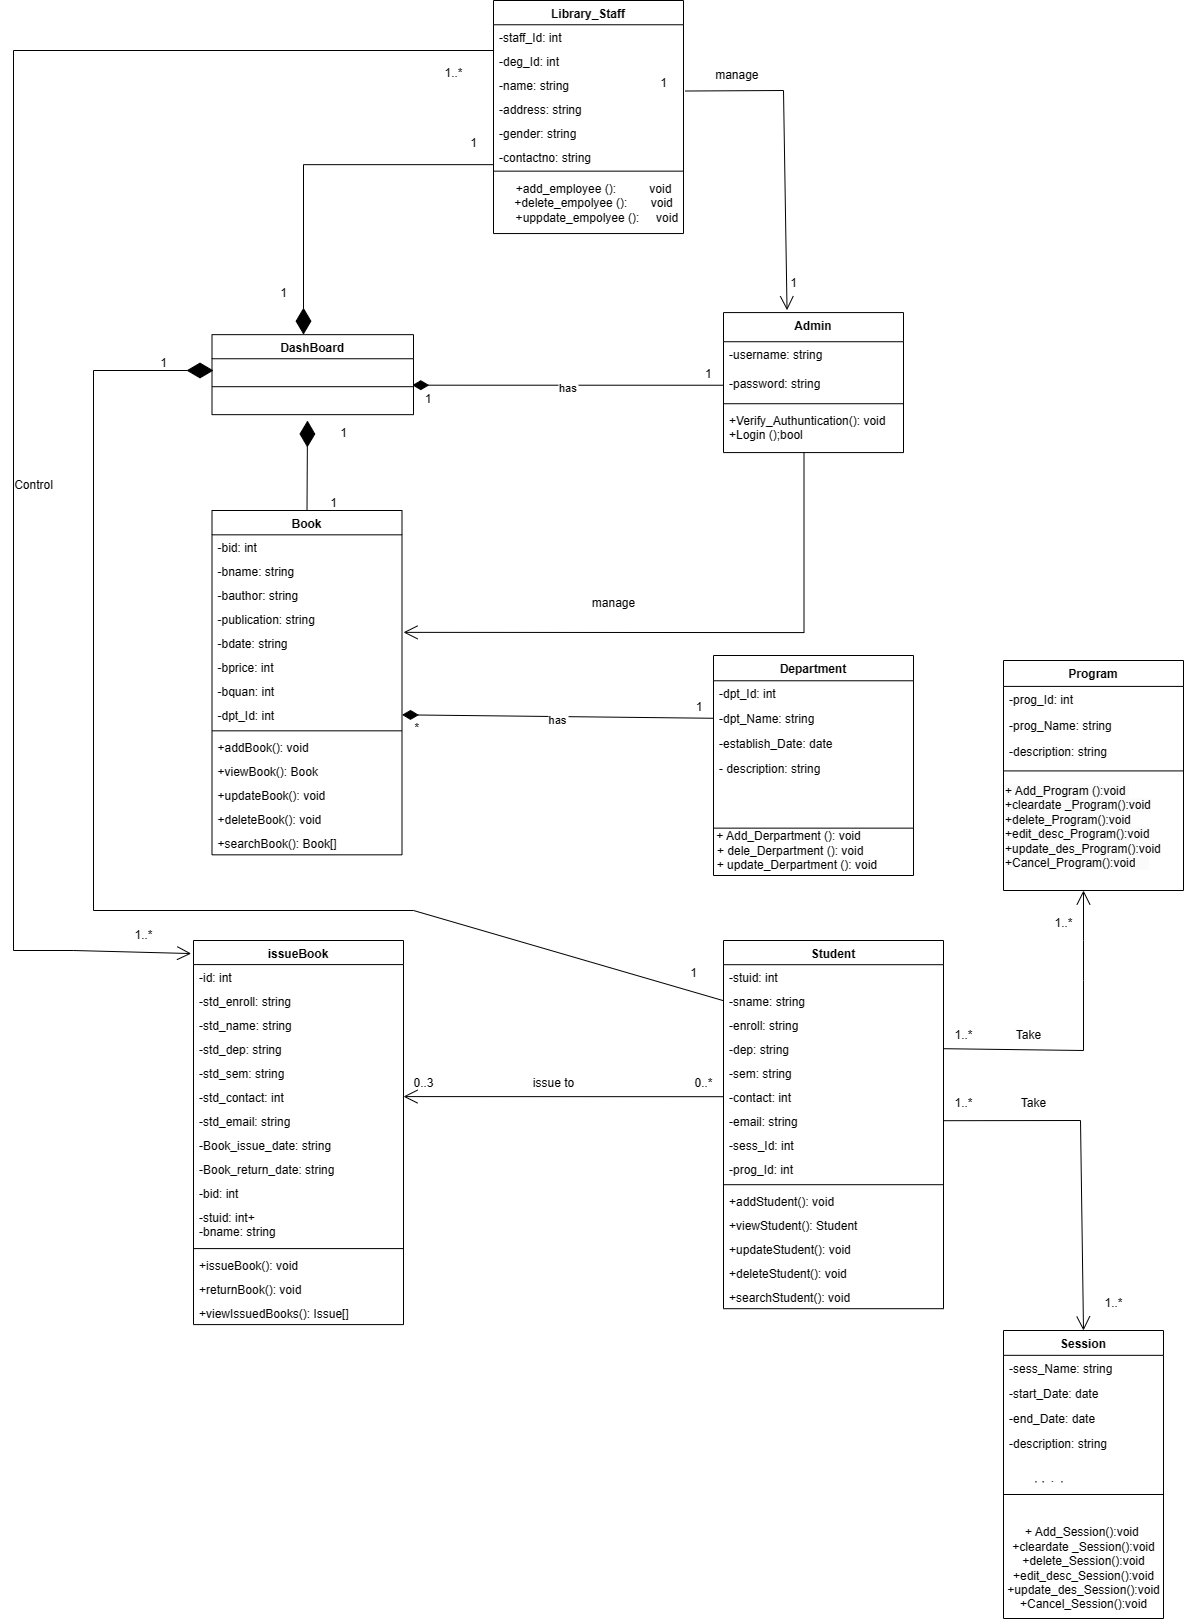 Library_Staff
-staff_Id: int
-deg_Id: int
-name: string
-address: string
-gender: string
-contactno: string
+add_employee (): void
+delete_empolyee (): void
+uppdate_empolyee (): void
1..*
1
1
manage
1
1
Admin
-username: string
-password: string
+Verify_Authuntication(): void
+Login ();bool
DashBoard
1
1
has
1
1
Control
1
Book
-bid: int
-bname: string
-bauthor: string
-publication: string
-bdate: string
-bprice: int
-bquan: int
-dpt_Id: int
+addBook(): void
+viewBook(): Book
+updateBook(): void
+deleteBook(): void
+searchBook(): Book[]
manage
*
has
1
Department
-dpt_Id: int
-dpt_Name: string
-establish_Date: date
- description: string
+ Add_Derpartment (): void
+ dele_Derpartment (): void
+ update_Derpartment (): void
Program
-prog_Id: int
-prog_Name: string
-description: string
+ Add_Program ():void
+cleardate _Program():void
+delete_Program():void
+edit_desc_Program():void
+update_des_Program():void
+Cancel_Program():void
1..*
1..*
issueBook
-id: int
-std_enroll: string
-std_name: string
-std_dep: string
-std_sem: string
-std_contact: int
-std_email: string
-Book_issue_date: string
-Book_return_date: string
-bid: int
-stuid: int+
-bname: string
+issueBook(): void
+returnBook(): void
+viewIssuedBooks(): Issue[]
0..3
issue to
0..*
1
Student
-stuid: int
-sname: string
-enroll: string
-dep: string
-sem: string
-contact: int
-email: string
-sess_Id: int
-prog_Id: int
+addStudent(): void
+viewStudent(): Student
+updateStudent(): void
+deleteStudent(): void
+searchStudent(): void
1..*
Take
1..*
Take
1..*
Session
-sess_Name: string
-start_Date: date
-end_Date: date
-description: string
+ Add_Session():void
+cleardate _Session():void
+delete_Session():void
+edit_desc_Session():void
+update_des_Session():void
+Cancel_Session():void